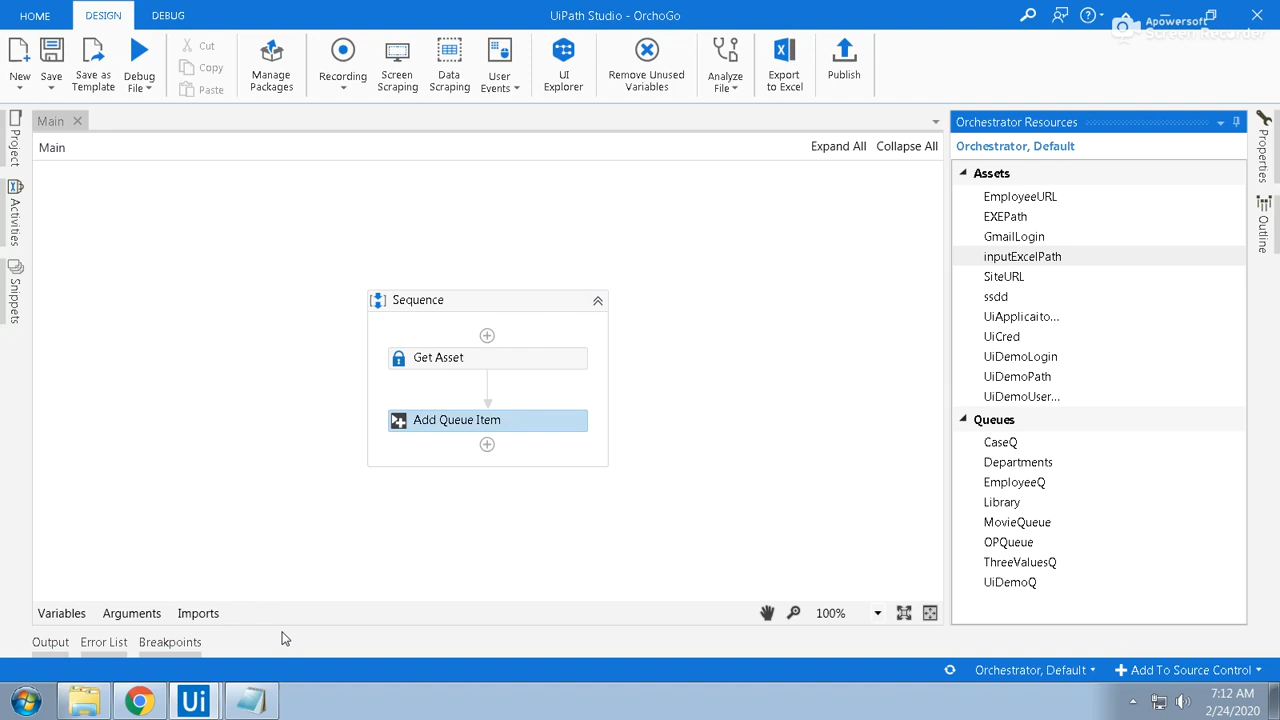 HOME
DESIGN
DEBUG
UiPath Studio - OrchoGo
Apowersoft
Screen Recorder
New
Save
Save as Template
Debug File
Cut
Copy
Paste
Manage Packages
Recording
Screen Scraping
Data Scraping
User Events
UI Explorer
Remove Unused Variables
Analyze File
Export to Excel
Publish
Main
Main
Expand All
Collapse All
Project
Activities
Snippets
Sequence
Get Asset
Add Queue Item
Orchestrator Resources
Orchestrator, Default
Assets
EmployeeURL
EXEPath
GmailLogin
inputExcelPath
SiteURL
ssdd
UiApplicaito...
UiCred
UiDemoLogin
UiDemoPath
UiDemoUser...
Queues
CaseQ
Departments
EmployeeQ
Library
MovieQueue
OPQueue
ThreeValuesQ
UiDemoQ
Properties
Outline
Variables
Arguments
Imports
100%
Output
Error List
Breakpoints
Orchestrator, Default
Add To Source Control
Ui
7:12 AM
2/24/2020